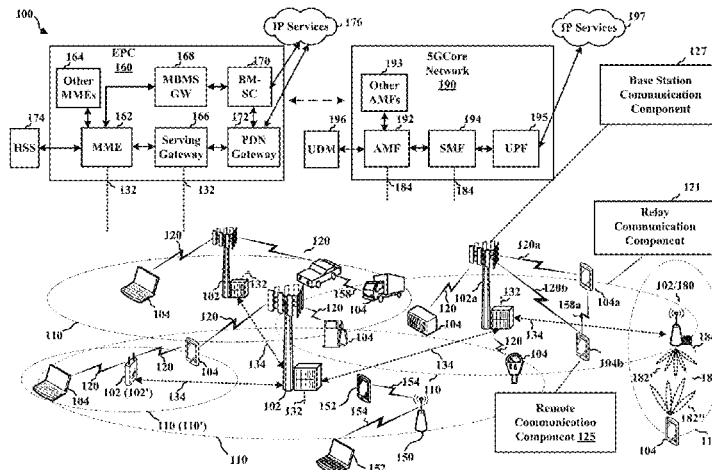 100
176
IP Services
197
IP Services
164
EPC
160
168
170
Other
MMEs
MBMS
GW
BM-
SC
5GCore
Network
190
193
Other
AMFs
127
Base Station
Communication
Component
174
162
166
172
196
192
194
195
HSS
MME
Serving
Gateway
PDN
Gateway
UDM
AMF
SMF
UPF
132
132
184
184
Relay
Communication
Component
120
120
120a
102
132
158
104
104
110
120
120
104
134
120
120
104
102 (102')
134
104
110 (110')
110
102
132
134
152
154
154
110
150
152
120
104
102a
132
120b
158a
104a
104b
134
120
104
Remote
Communication
Component 125
102/180
184
182'
182"
104